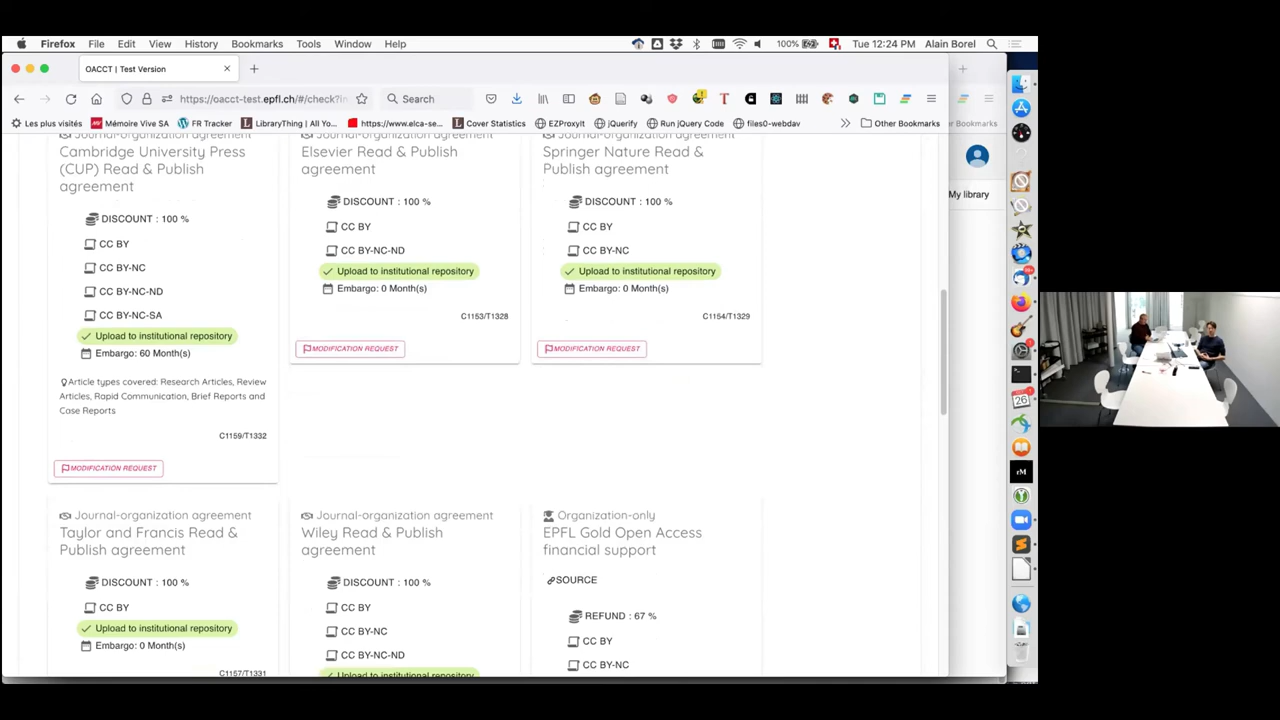 Firefox File Edit View History Bookmarks Tools Window Help 100% Tue 12:24 PM Alain Borel
OACCT | Test Version
https://oacct-test.epfl.ch/#/check?in
Search
Les plus visités Mémoire Vive SA FR Tracker LibraryThing | All Yo... https://www.elca-se... Cover Statistics EZProxyIt jQuerify Run jQuery Code files0-webdav Other Bookmarks
My library
Journal-organization agreement
Cambridge University Press
(CUP) Read & Publish
agreement
DISCOUNT : 100 %
CC BY
CC BY-NC
CC BY-NC-ND
CC BY-NC-SA
Upload to institutional repository
Embargo: 60 Month(s)
Article types covered: Research Articles, Review
Articles, Rapid Communication, Brief Reports and
Case Reports
C1159/T1332
MODIFICATION REQUEST
Journal-organization agreement
Elsevier Read & Publish
agreement
DISCOUNT : 100 %
CC BY
CC BY-NC-ND
Upload to institutional repository
Embargo: 0 Month(s)
C1153/T1328
MODIFICATION REQUEST
Journal-organization agreement
Springer Nature Read &
Publish agreement
DISCOUNT : 100 %
CC BY
CC BY-NC
Upload to institutional repository
Embargo: 0 Month(s)
C1154/T1329
MODIFICATION REQUEST
Journal-organization agreement
Taylor and Francis Read &
Publish agreement
DISCOUNT : 100 %
CC BY
Upload to institutional repository
Embargo: 0 Month(s)
C1157/T1331
Journal-organization agreement
Wiley Read & Publish
agreement
DISCOUNT : 100 %
CC BY
CC BY-NC
CC BY-NC-ND
Upload to institutional repository
Organization-only
EPFL Gold Open Access
financial support
SOURCE
REFUND : 67 %
CC BY
CC BY-NC
26
rM